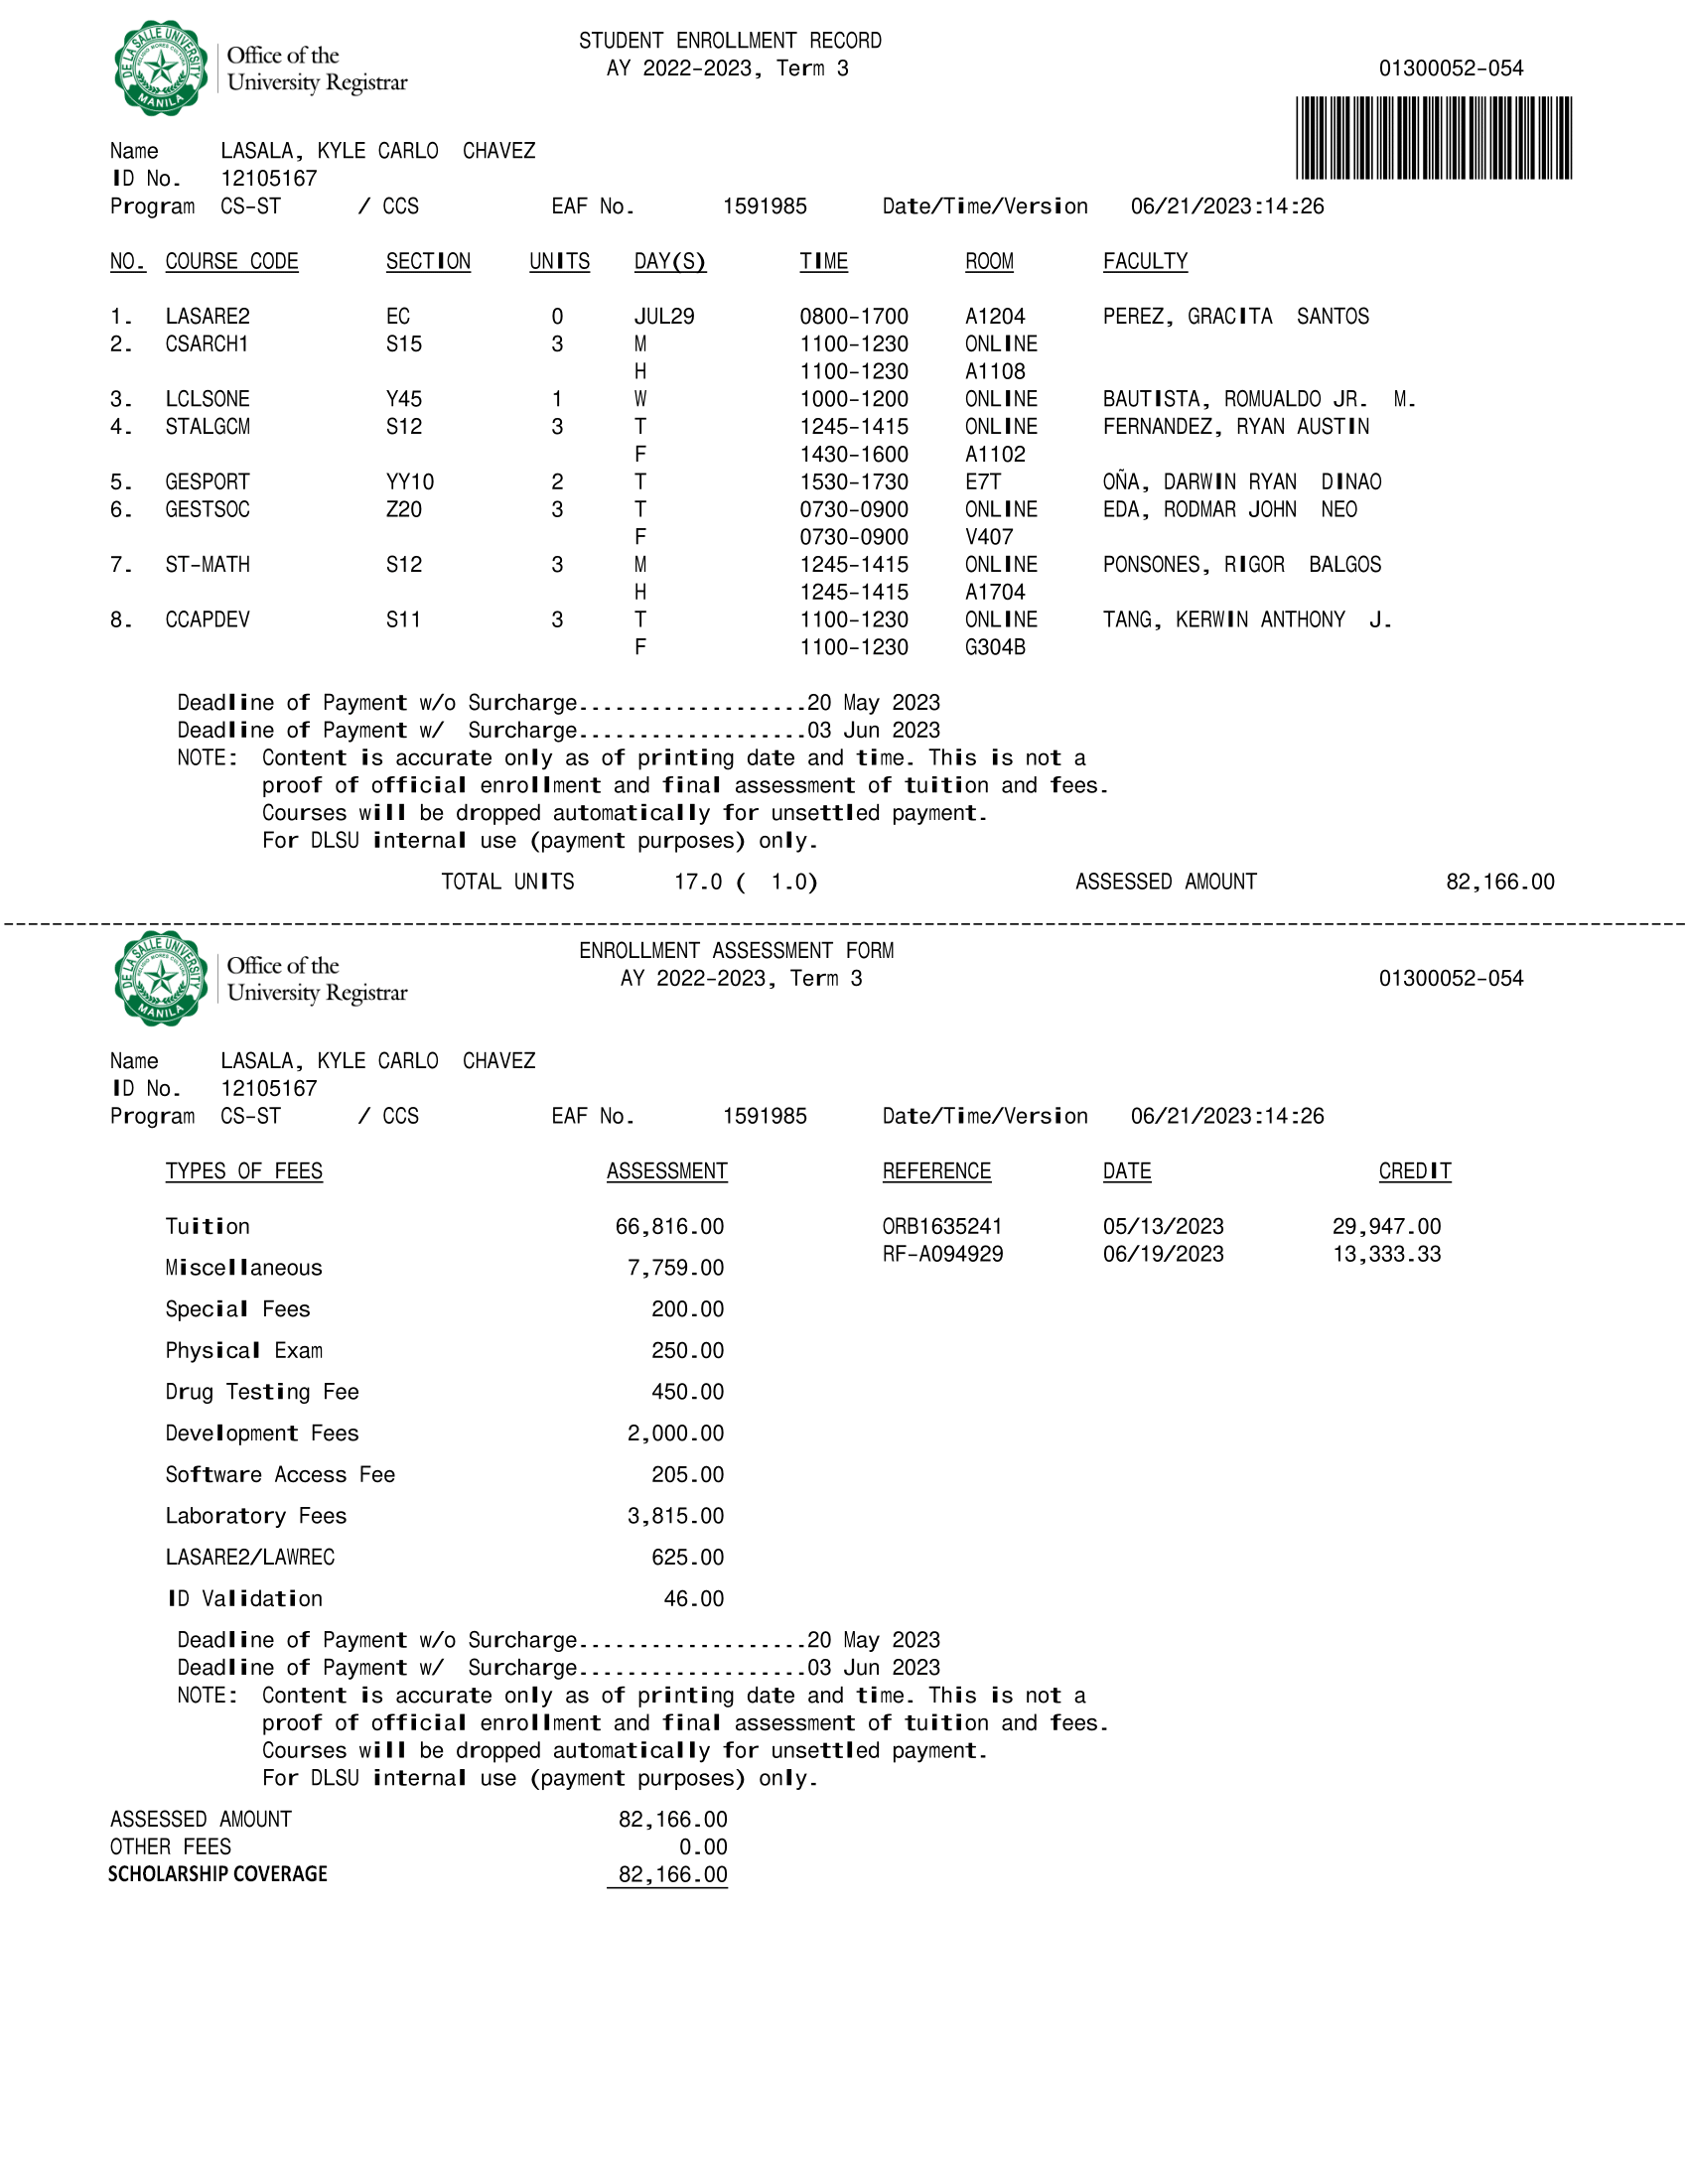 DE LA SALLE UNIVERSITY
MANILA
Office of the
University Registrar
STUDENT ENROLLMENT RECORD
AY 2022-2023, Term 3
01300052-054
Name LASALA, KYLE CARLO CHAVEZ
ID No. 12105167
Program CS-ST / CCS EAF No. 1591985 Date/Time/Version 06/21/2023:14:26
NO. COURSE CODE SECTION UNITS DAY(S) TIME ROOM FACULTY
1. LASARE2 EC 0 JUL29 0800-1700 A1204 PEREZ, GRACITA SANTOS
2. CSARCH1 S15 3 M 1100-1230 ONLINE
H 1100-1230 A1108
3. LCLSONE Y45 1 W 1000-1200 ONLINE BAUTISTA, ROMUALDO JR. M.
4. STALGCM S12 3 T 1245-1415 ONLINE FERNANDEZ, RYAN AUSTIN
F 1430-1600 A1102
5. GESPORT YY10 2 T 1530-1730 E7T OÑA, DARWIN RYAN DINAO
6. GESTSOC Z20 3 T 0730-0900 ONLINE EDA, RODMAR JOHN NEO
F 0730-0900 V407
7. ST-MATH S12 3 M 1245-1415 ONLINE PONSONES, RIGOR BALGOS
H 1245-1415 A1704
8. CCAPDEV S11 3 T 1100-1230 ONLINE TANG, KERWIN ANTHONY J.
F 1100-1230 G304B
Deadline of Payment w/o Surcharge...................20 May 2023
Deadline of Payment w/ Surcharge...................03 Jun 2023
NOTE: Content is accurate only as of printing date and time. This is not a
proof of official enrollment and final assessment of tuition and fees.
Courses will be dropped automatically for unsettled payment.
For DLSU internal use (payment purposes) only.
TOTAL UNITS 17.0 ( 1.0) ASSESSED AMOUNT 82,166.00
DE LA SALLE UNIVERSITY
MANILA
Office of the
University Registrar
ENROLLMENT ASSESSMENT FORM
AY 2022-2023, Term 3
01300052-054
Name LASALA, KYLE CARLO CHAVEZ
ID No. 12105167
Program CS-ST / CCS EAF No. 1591985 Date/Time/Version 06/21/2023:14:26
TYPES OF FEES ASSESSMENT REFERENCE DATE CREDIT
Tuition 66,816.00 ORB1635241 05/13/2023 29,947.00
RF-A094929 06/19/2023 13,333.33
Miscellaneous 7,759.00
Special Fees 200.00
Physical Exam 250.00
Drug Testing Fee 450.00
Development Fees 2,000.00
Software Access Fee 205.00
Laboratory Fees 3,815.00
LASARE2/LAWREC 625.00
ID Validation 46.00
Deadline of Payment w/o Surcharge...................20 May 2023
Deadline of Payment w/ Surcharge...................03 Jun 2023
NOTE: Content is accurate only as of printing date and time. This is not a
proof of official enrollment and final assessment of tuition and fees.
Courses will be dropped automatically for unsettled payment.
For DLSU internal use (payment purposes) only.
ASSESSED AMOUNT 82,166.00
OTHER FEES 0.00
SCHOLARSHIP COVERAGE 82,166.00